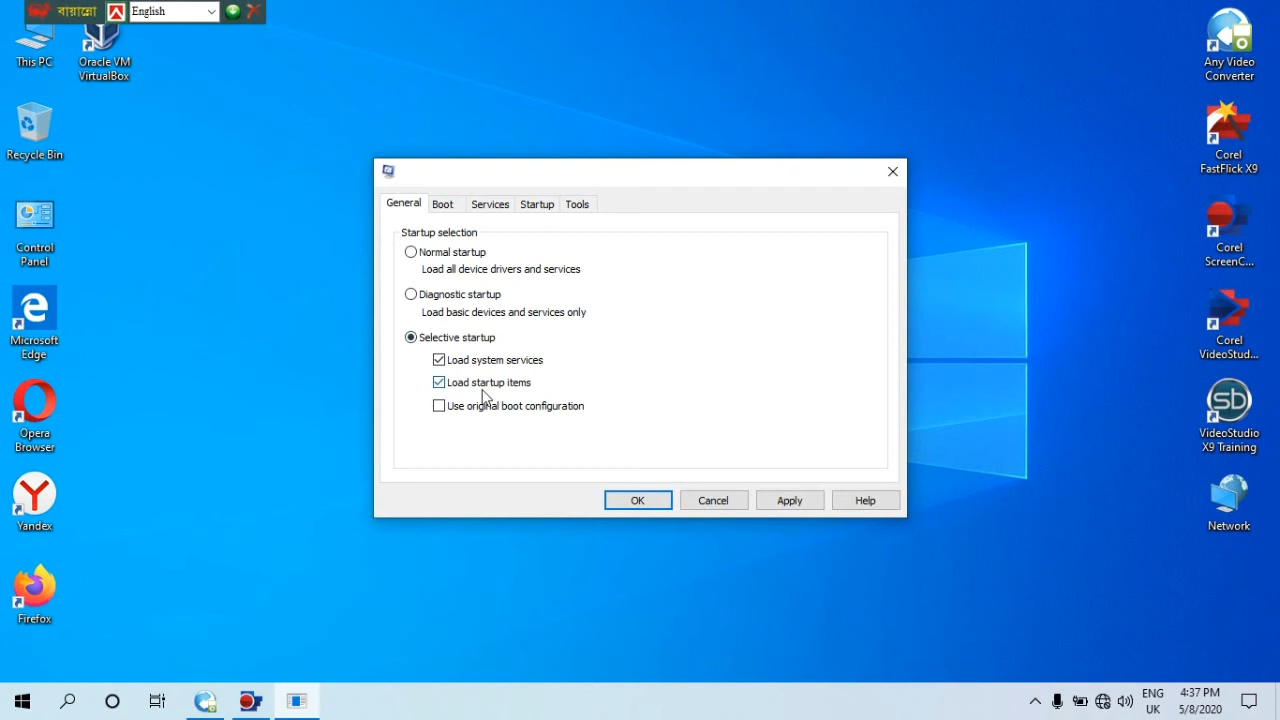 বায়ান্নো
English
This PC
Oracle VM
VirtualBox
Recycle Bin
Control
Panel
Microsoft
Edge
Opera
Browser
Yandex
Firefox
General
Boot
Services
Startup
Tools
Startup selection
Normal startup
Load all device drivers and services
Diagnostic startup
Load basic devices and services only
Selective startup
Load system services
Load startup items
Use original boot configuration
OK
Cancel
Apply
Help
Any Video
Converter
Corel
FastFlick X9
Corel
ScreenC...
Corel
VideoStud...
VideoStudio
X9 Training
Network
ENG
UK
4:37 PM
5/8/2020